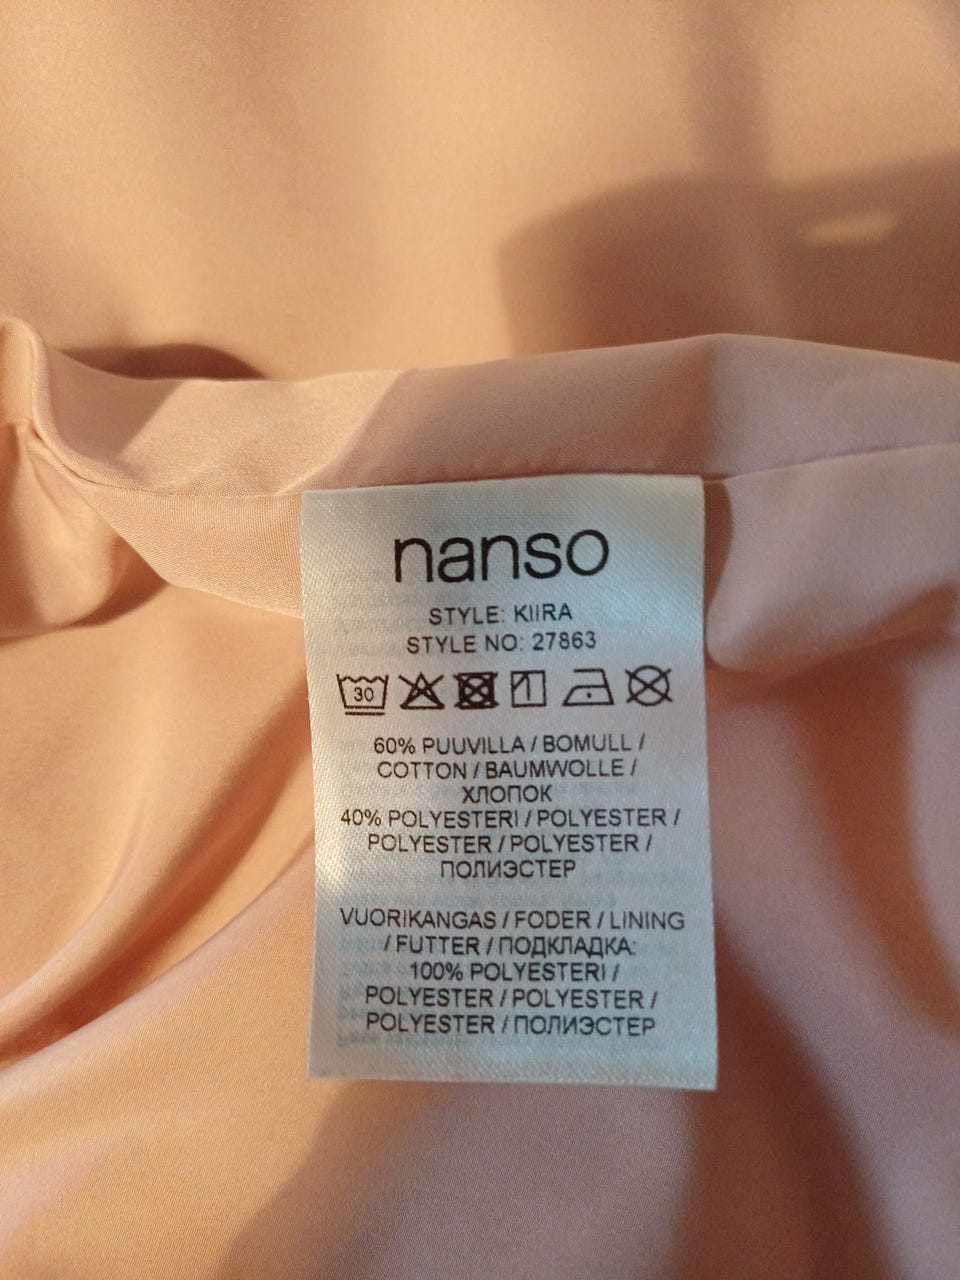 nanso
STYLE: KIIRA
STYLE NO: 27863
30
60% PUUVILLA / BOMULL /
COTTON / BAUMWOLLE /
ХЛОПОК
40% POLYESTERI / POLYESTER /
POLYESTER / POLYESTER /
ПОЛИЭСТЕР
VUORIKANGAS / FODER / LINING
/ FUTTER / ПОДКЛАДКА:
100% POLYESTERI /
POLYESTER / POLYESTER /
POLYESTER / ПОЛИЭСТЕР